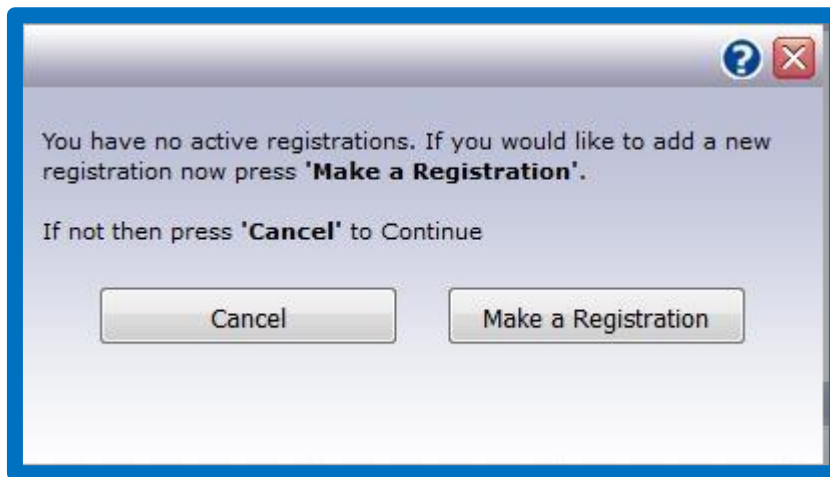 ?
You have no active registrations. If you would like to add a new
registration now press 'Make a Registration'.
If not then press 'Cancel' to Continue
Cancel
Make a Registration